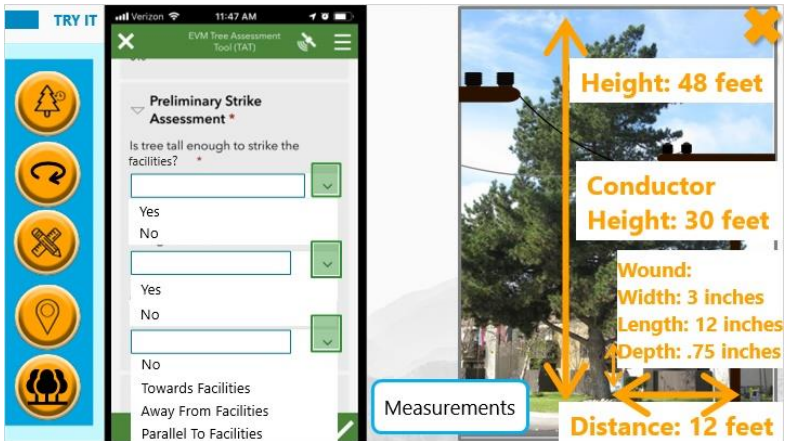 TRY IT
Verizon 11:47 AM
EVM Tree Assessment
Tool (TAT)
Preliminary Strike
Assessment *
Is tree tall enough to strike the
facilities? *
Yes
No
Yes
No
No
Towards Facilities
Away From Facilities
Parallel To Facilities
Measurements
Height: 48 feet
Conductor
Height: 30 feet
Wound:
Width: 3 inches
Length: 12 inches
Depth: .75 inches
Distance: 12 feet